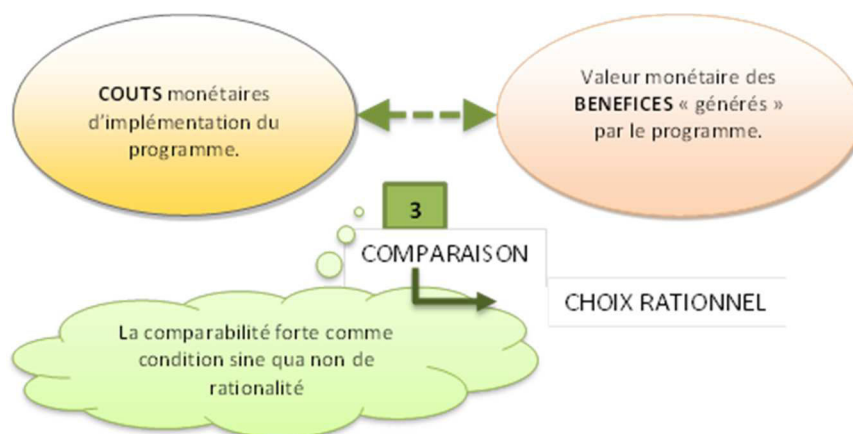 COUTS monétaires
d'implémentation du
programme.
Valeur monétaire des
BENEFICES « générés »
par le programme.
3
COMPARAISON
CHOIX RATIONNEL
La comparabilité forte comme
condition sine qua non de
rationalité